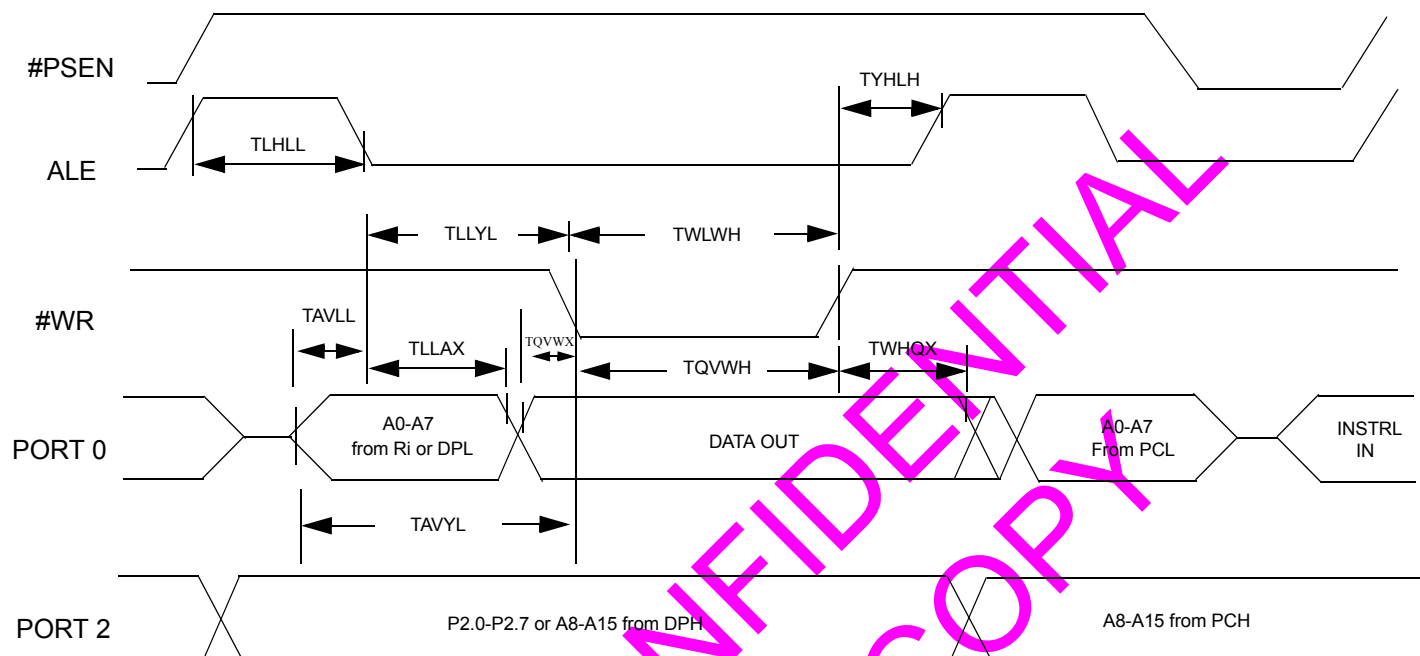 #PSEN
TYHLH
TLHLL
ALE
TLLYL
TWLWH
#WR
TAVLL
TQVWX
TLLAX
TQVWH
TWHQX
PORT 0
A0-A7
from Ri or DPL
DATA OUT
A0-A7
From PCL
INSTRL
IN
TAVYL
PORT 2
P2.0-P2.7 or A8-A15 from DPH
A8-A15 from PCH
NFIDENTIAL
COPY